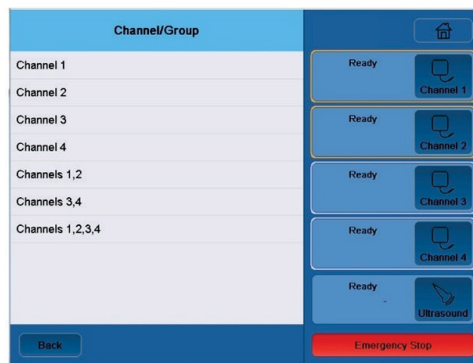 Channel/Group
Channel 1
Channel 2
Channel 3
Channel 4
Channels 1,2
Channels 3,4
Channels 1,2,3,4
Back
Ready
Channel 1
Ready
Channel 2
Ready
Channel 3
Ready
Channel 4
Ready
Ultrasound
Emergency Stop